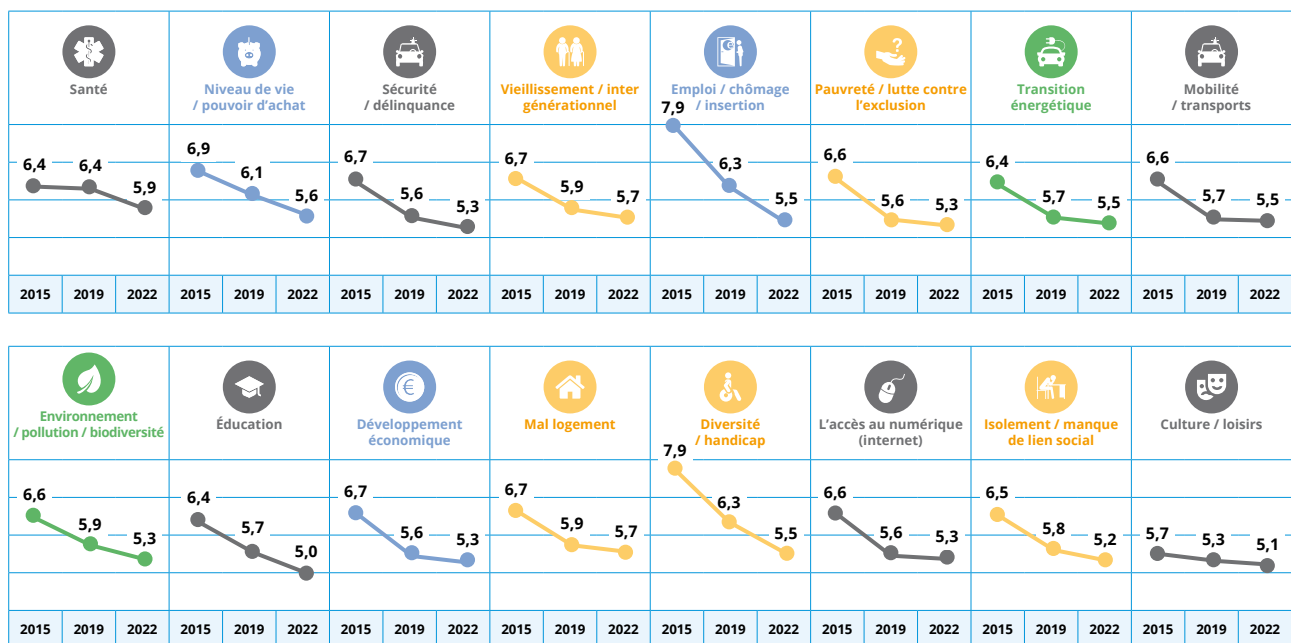 Santé
6,4
6,4
5,9
2015 2019 2022
Niveau de vie
/ pouvoir d'achat
6,9
6,1
5,6
2015 2019 2022
Sécurité
/ délinquance
6,7
5,6
5,3
2015 2019 2022
Vieillissement / inter
générationnel
6,7
5,9
5,7
2015 2019 2022
Emploi / chômage
/ insertion
7,9
6,3
5,5
2015 2019 2022
Pauvreté / lutte contre
l'exclusion
6,6
5,6
5,3
2015 2019 2022
Transition
énergétique
6,4
5,7
5,5
2015 2019 2022
Mobilité
/ transports
6,6
5,7
5,5
2015 2019 2022
Environnement
/ pollution / biodiversité
6,6
5,9
5,3
2015 2019 2022
Éducation
6,4
5,7
5,0
2015 2019 2022
Développement
économique
6,7
5,6
5,3
2015 2019 2022
Mal logement
6,7
5,9
5,7
2015 2019 2022
Diversité
/ handicap
7,9
6,3
5,5
2015 2019 2022
L'accès au numérique
(internet)
6,6
5,6
5,3
2015 2019 2022
Isolement / manque
de lien social
6,5
5,8
5,2
2015 2019 2022
Culture / loisirs
5,7
5,3
5,1
2015 2019 2022